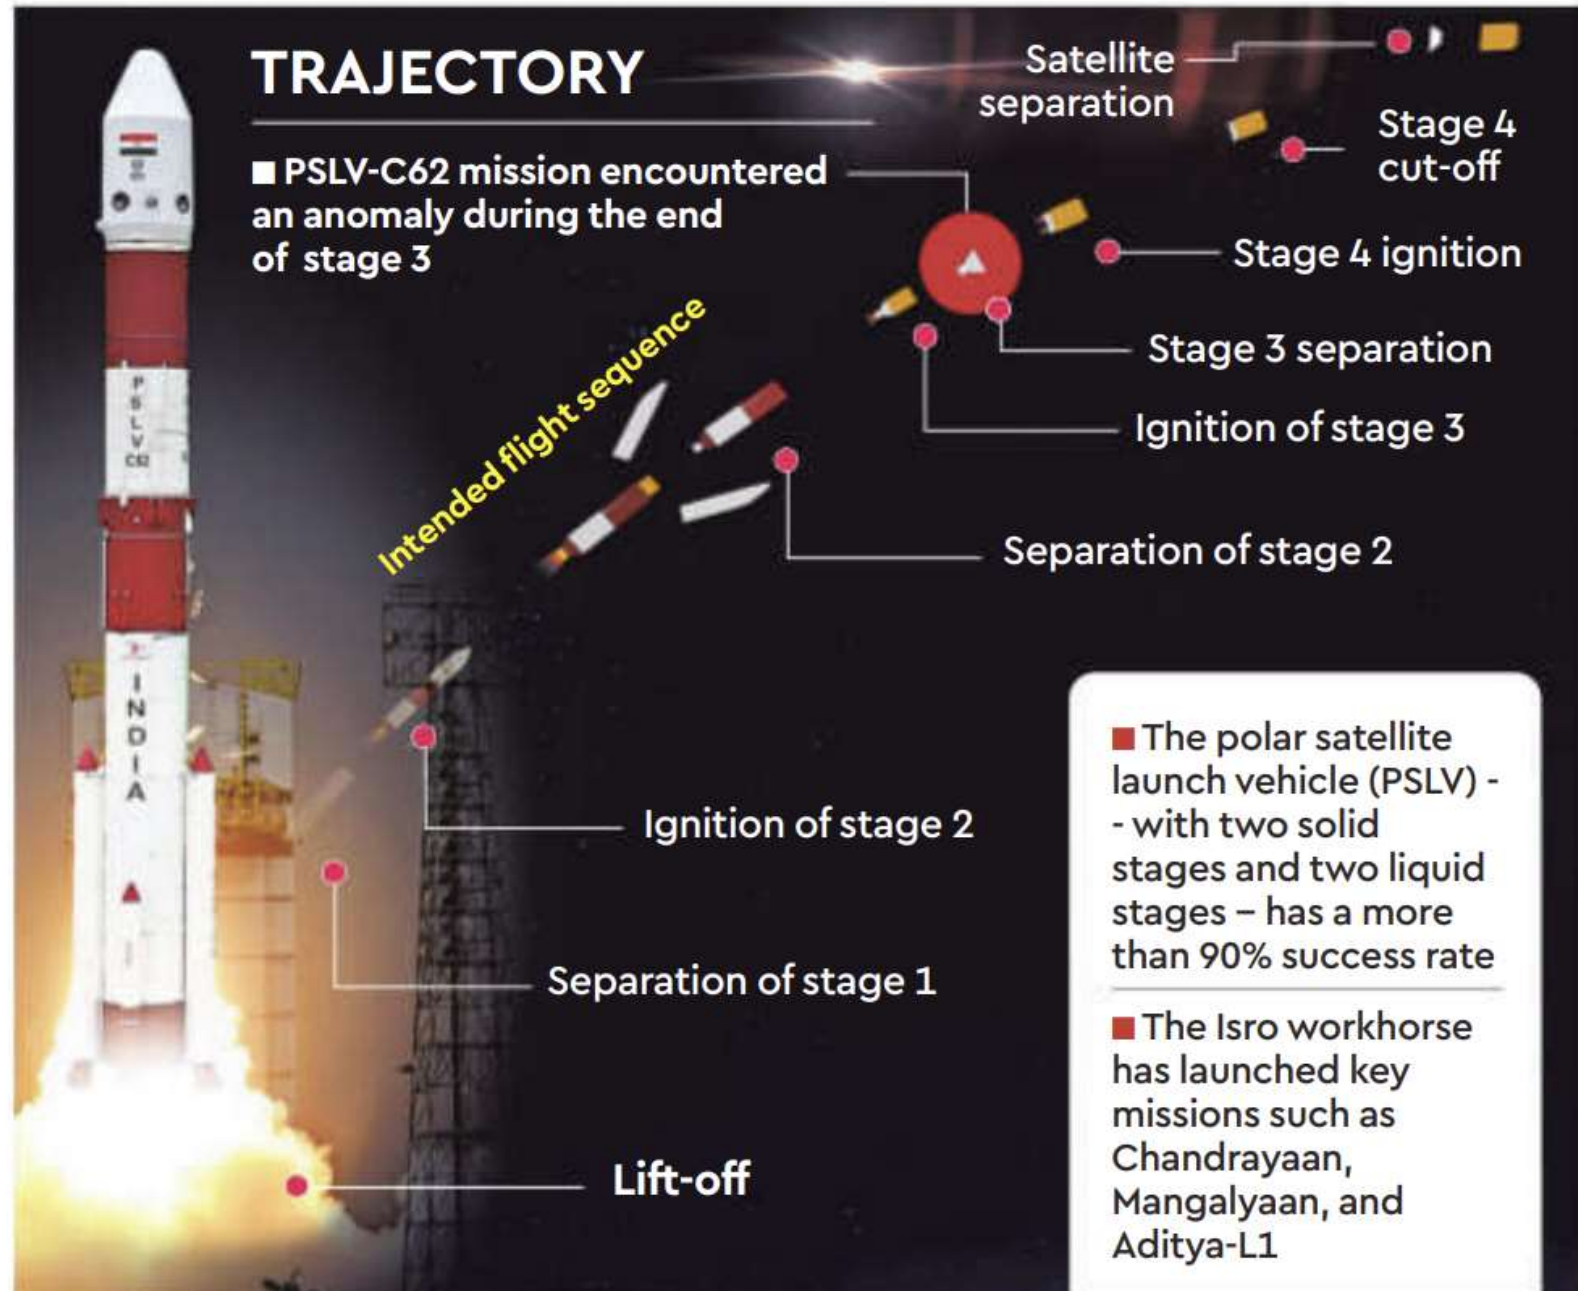 TRAJECTORY
■ PSLV-C62 mission encountered
an anomaly during the end
of stage 3
Satellite
separation
Stage 4
cut-off
Stage 4 ignition
Stage 3 separation
Ignition of stage 3
Intended flight sequence
Separation of stage 2
Ignition of stage 2
Separation of stage 1
Lift-off
P
S
L
V
C62
I
N
D
I
A
■ The polar satellite
launch vehicle (PSLV) -
- with two solid
stages and two liquid
stages – has a more
than 90% success rate
■ The Isro workhorse
has launched key
missions such as
Chandrayaan,
Mangalyaan, and
Aditya-L1